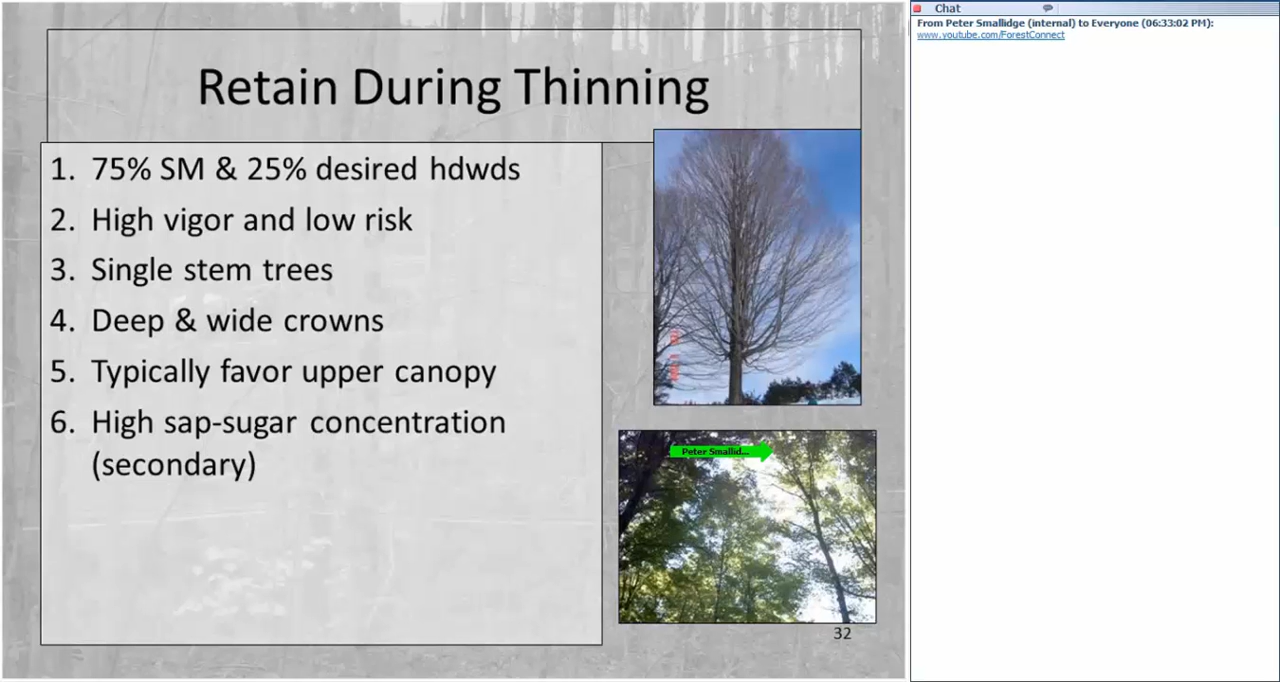 Retain During Thinning
1. 75% SM & 25% desired hdwds
2. High vigor and low risk
3. Single stem trees
4. Deep & wide crowns
5. Typically favor upper canopy
6. High sap-sugar concentration
(secondary)
Peter Smallid...
32
Chat
From Peter Smallidge (internal) to Everyone (06:33:02 PM):
www.youtube.com/ForestConnect